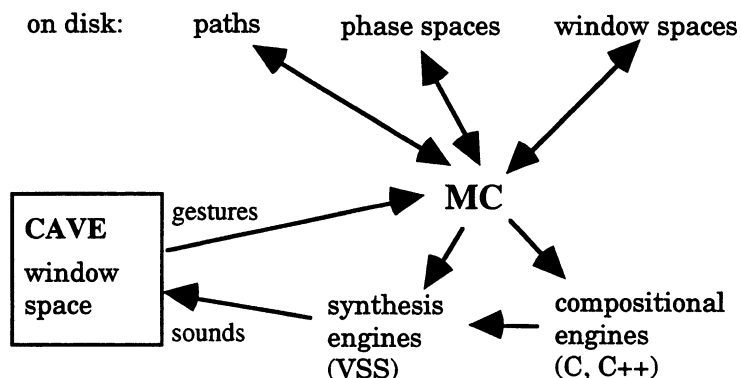 on disk: paths phase spaces window spaces
MC
gestures
CAVE
window
space
sounds
synthesis
engines
(VSS)
compositional
engines
(C, C++)